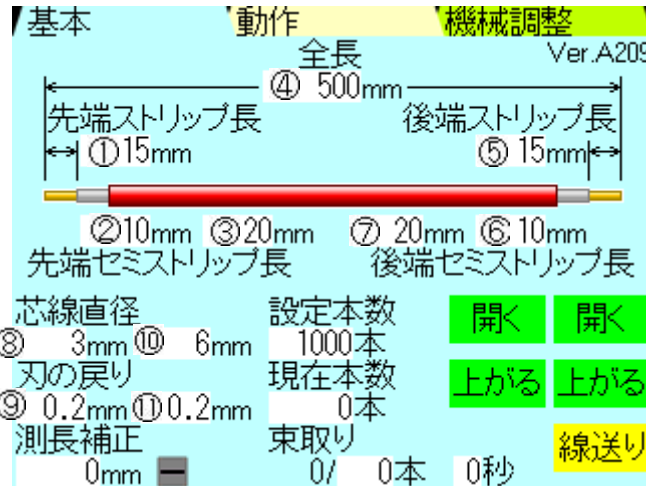 基本 動作 機械調整
全長 Ver.A209
④ 500mm
先端ストリップ長 後端ストリップ長
①15mm ⑤ 15mm
②10mm ③20mm ⑦ 20mm ⑥10mm
先端セミストリップ長 後端セミストリップ長
芯線直径 設定本数 開く 開く
⑧ 3mm ⑩ 6mm 1000本
刃の戻り 現在本数 上がる 上がる
⑨ 0.2mm ⑪0.2mm 0本
測長補正 束取り 線送り
0mm ー 0/ 0本 0秒